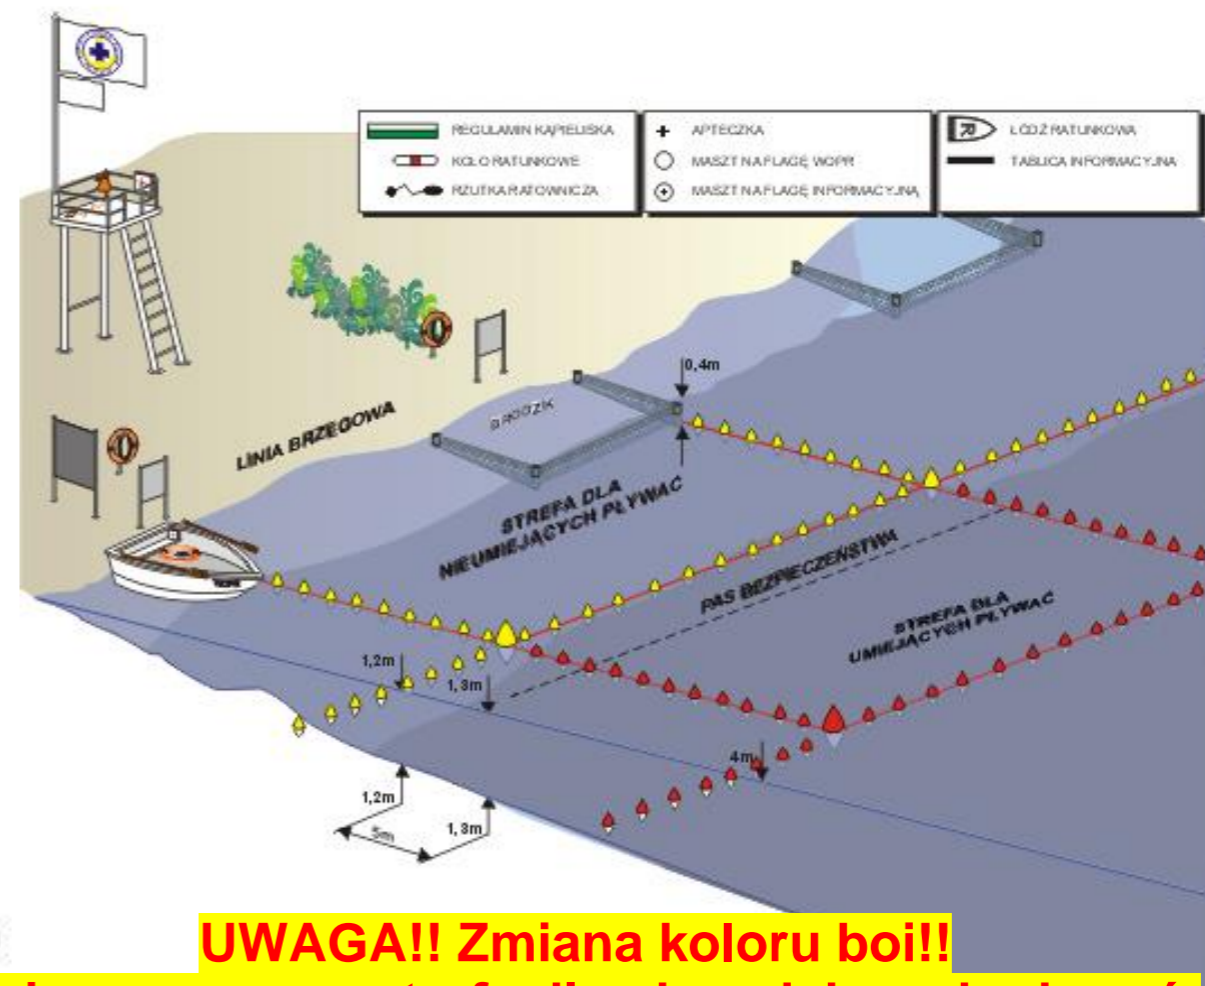 REGULAMIN KĄPIELISKA
KOŁO RATUNKOWE
RZUTKA RATOWNICZA
APTECZKA
MASZT NA FLAGĘ WOPR
MASZT NA FLAGĘ INFORMACYJNĄ
R
ŁÓDŹ RATUNKOWA
TABLICA INFORMACYJNA
0,4m
BRODZIK
LINIA BRZEGOWA
STREFA DLA
NIEUMIEJĄCYCH PŁYWAĆ
PAS BEZPIECZEŃSTWA
STREFA DLA
UMIEJĄCYCH PŁYWAĆ
1,2m
1,3m
4m
1,2m
5m
1,3m
UWAGA!! Zmiana koloru boi!!